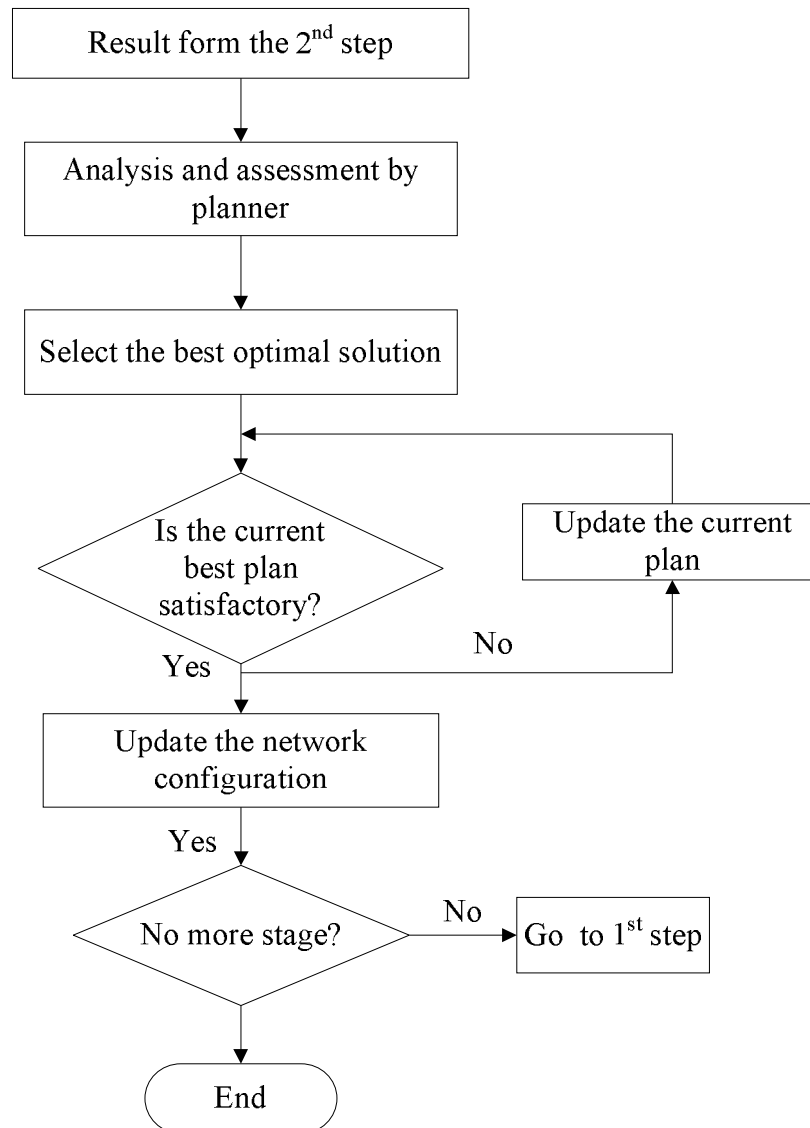 Result form the 2nd step
Analysis and assessment by
planner
Select the best optimal solution
Is the current
best plan
satisfactory?
Update the current
plan
Yes
No
Update the network
configuration
Yes
No more stage?
No
Go to 1st step
End